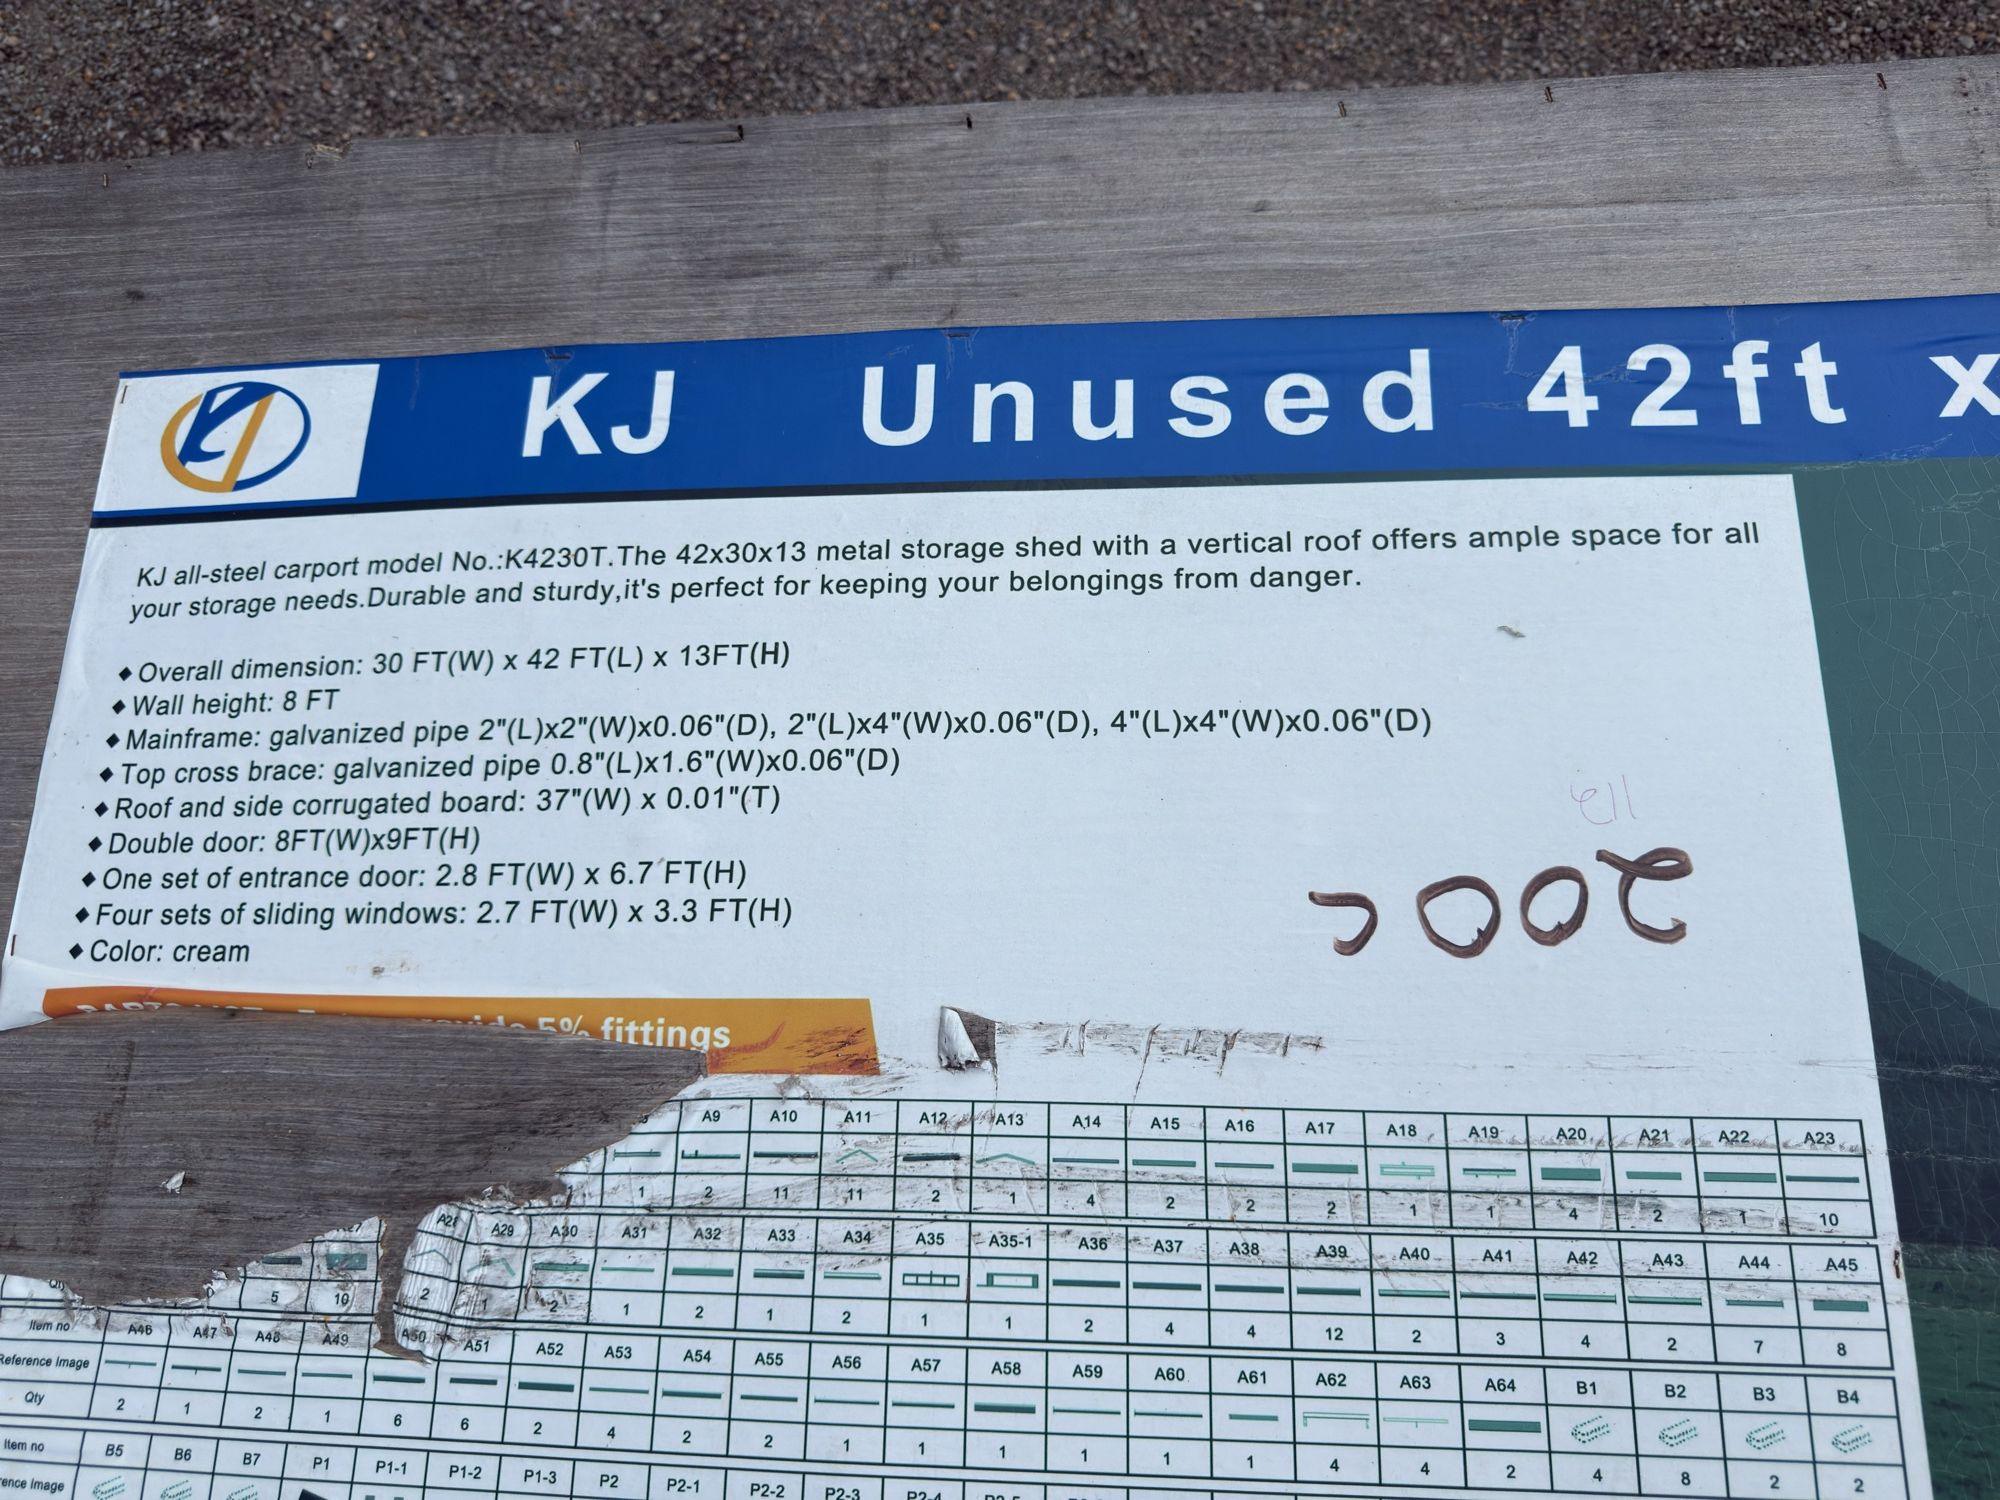 KJ Unused 42ft x
KJ all-steel carport model No.:K4230T.The 42x30x13 metal storage shed with a vertical roof offers ample space for all
your storage needs.Durable and sturdy,it's perfect for keeping your belongings from danger.
◆ Overall dimension: 30 FT(W) x 42 FT(L) x 13FT(H)
◆ Wall height: 8 FT
◆ Mainframe: galvanized pipe 2"(L)x2"(W)x0.06"(D), 2"(L)x4"(W)x0.06"(D), 4"(L)x4"(W)x0.06"(D)
◆ Top cross brace: galvanized pipe 0.8"(L)x1.6"(W)x0.06"(D)
◆ Roof and side corrugated board: 37"(W) x 0.01"(T)
◆ Double door: 8FT(W)x9FT(H)
◆ One set of entrance door: 2.8 FT(W) x 6.7 FT(H)
◆ Four sets of sliding windows: 2.7 FT(W) x 3.3 FT(H)
◆ Color: cream
5% fittings
A9 A10 A11 A12 A13 A14 A15 A16 A17 A18 A19 A20 A21 A22 A23
1 2 11 11 2 1 4 2 2 2 1 1 4 2 1 10
A28 A29 A30 A31 A32 A33 A34 A35 A35-1 A36 A37 A38 A39 A40 A41 A42 A43 A44 A45
5 10 2 1 2 1 2 1 2 1 1 2 4 4 12 2 3 4 2 7 8
Item no A46 A47 A48 A49 A50 A51 A52 A53 A54 A55 A56 A57 A58 A59 A60 A61 A62 A63 A64 B1 B2 B3 B4
Reference Image
Qty 2 1 2 1 6 6 2 4 2 2 1 1 1 1 1 1 4 4 2 4 8 2 2
Item no B5 B6 B7 P1 P1-1 P1-2 P1-3 P2 P2-1 P2-2 P2-3 P2-4
Image